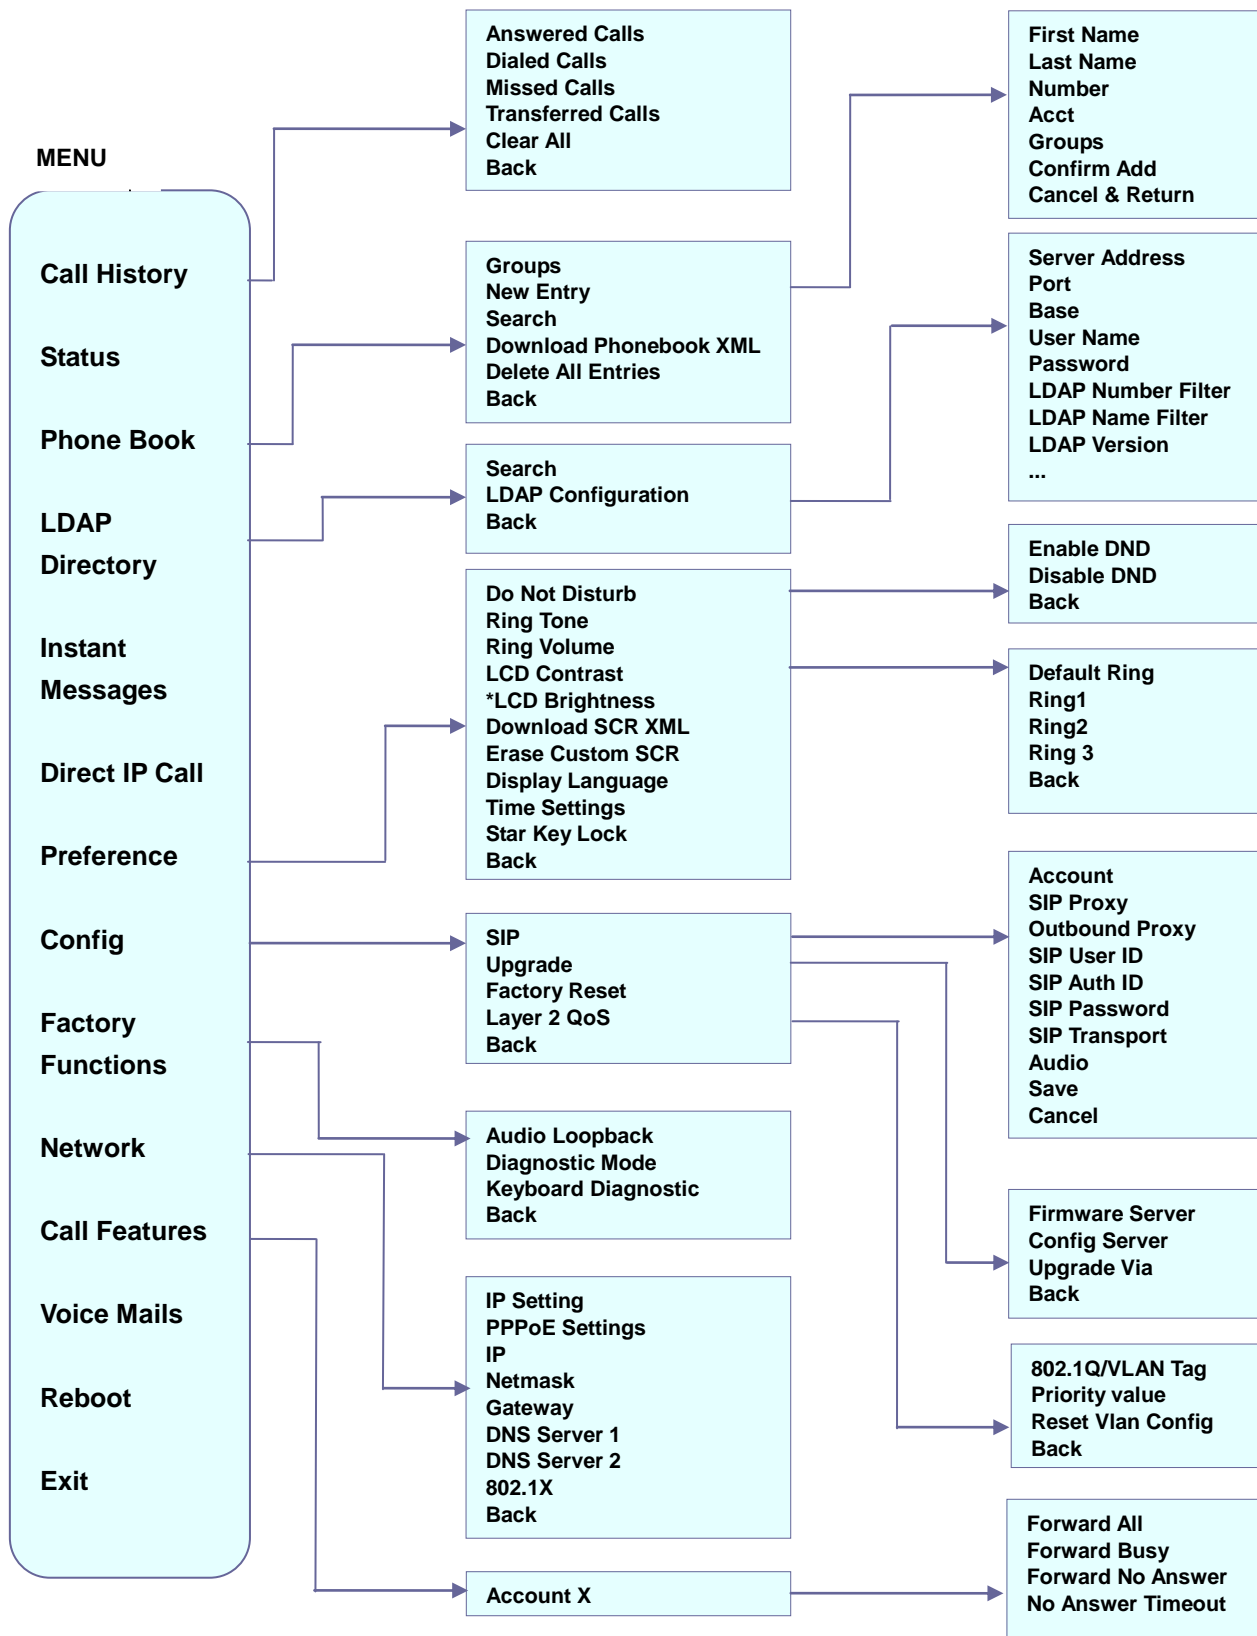 MENU
Call History
Status
Phone Book
LDAP
Directory
Instant
Messages
Direct IP Call
Preference
Config
Factory
Functions
Network
Call Features
Voice Mails
Reboot
Exit
Answered Calls
Dialed Calls
Missed Calls
Transferred Calls
Clear All
Back
Groups
New Entry
Search
Download Phonebook XML
Delete All Entries
Back
Search
LDAP Configuration
Back
Do Not Disturb
Ring Tone
Ring Volume
LCD Contrast
*LCD Brightness
Download SCR XML
Erase Custom SCR
Display Language
Time Settings
Star Key Lock
Back
SIP
Upgrade
Factory Reset
Layer 2 QoS
Back
Audio Loopback
Diagnostic Mode
Keyboard Diagnostic
Back
IP Setting
PPPoE Settings
IP
Netmask
Gateway
DNS Server 1
DNS Server 2
802.1X
Back
Account X
First Name
Last Name
Number
Acct
Groups
Confirm Add
Cancel & Return
Server Address
Port
Base
User Name
Password
LDAP Number Filter
LDAP Name Filter
LDAP Version
...
Enable DND
Disable DND
Back
Default Ring
Ring1
Ring2
Ring 3
Back
Account
SIP Proxy
Outbound Proxy
SIP User ID
SIP Auth ID
SIP Password
SIP Transport
Audio
Save
Cancel
Firmware Server
Config Server
Upgrade Via
Back
802.1Q/VLAN Tag
Priority value
Reset Vlan Config
Back
Forward All
Forward Busy
Forward No Answer
No Answer Timeout